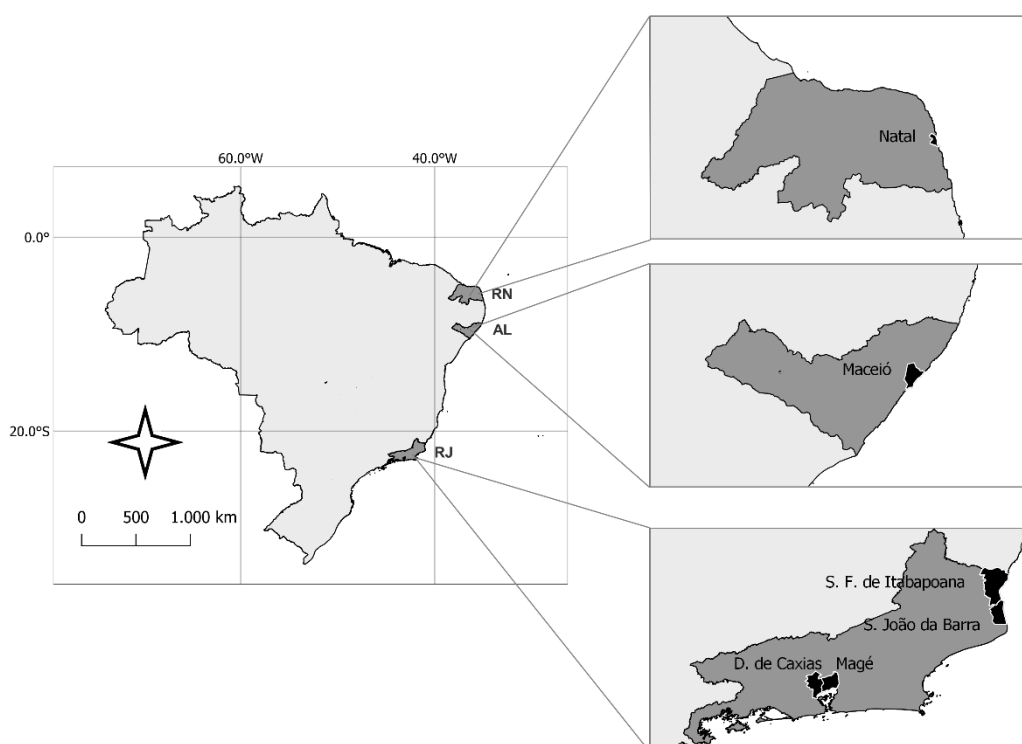 60.0°W 40.0°W
0.0°
20.0°S
RN
AL
RJ
0 500 1.000 km
Natal
Maceió
S. F. de Itabapoana
S. João da Barra
D. de Caxias Magé